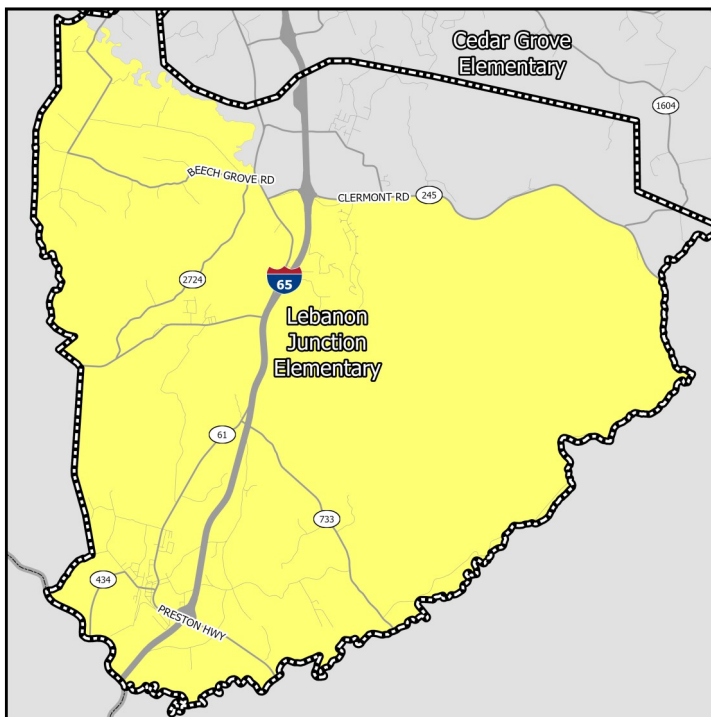 Cedar Grove
Elementary
1604
BEECH GROVE RD
CLERMONT RD
245
2724
65
Lebanon
Junction
Elementary
61
733
434
PRESTON HWY